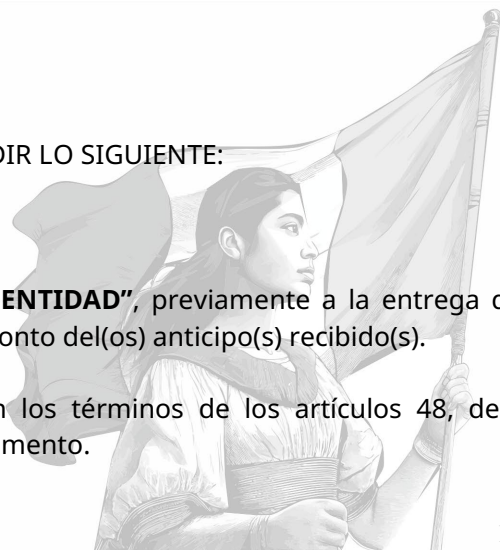 DIR LO SIGUIENTE:
ENTIDAD”, previamente a la entrega
onto del(os) anticipo(s) recibido(s).
los términos de los artículos 48, de
mento.